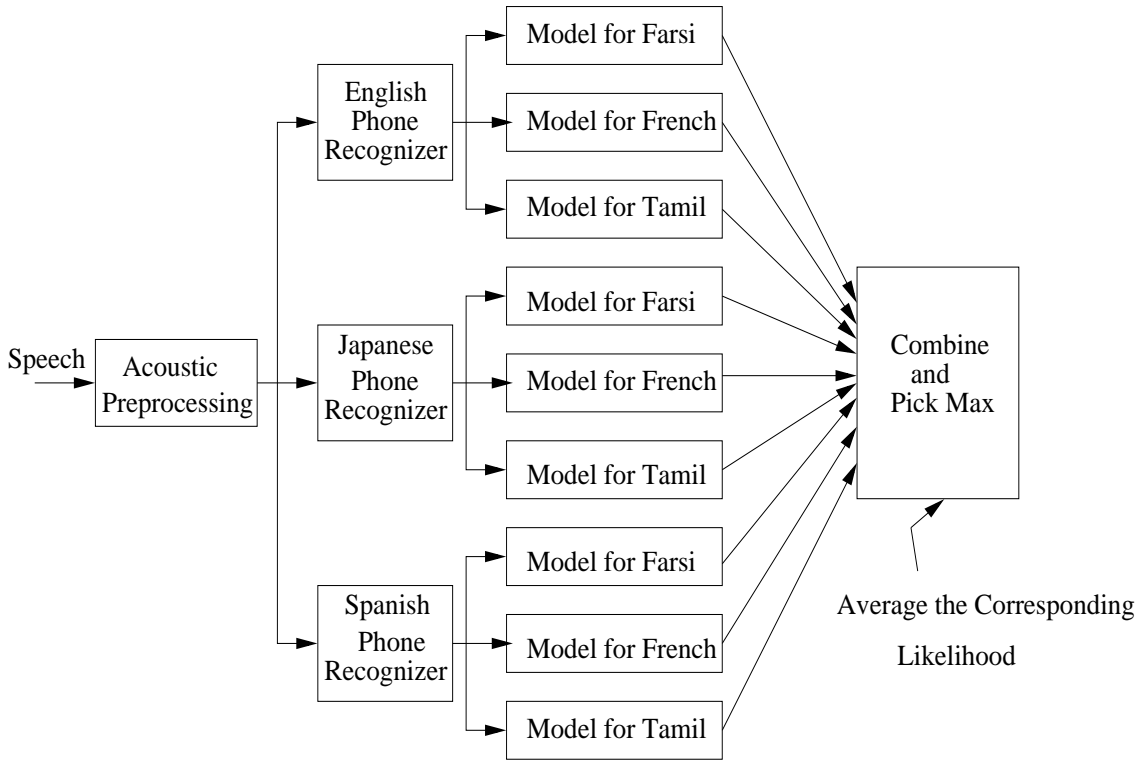 Speech
Acoustic
Preprocessing
English
Phone
Recognizer
Model for Farsi
Model for French
Model for Tamil
Japanese
Phone
Recognizer
Model for Farsi
Model for French
Model for Tamil
Spanish
Phone
Recognizer
Model for Farsi
Model for French
Model for Tamil
Combine
and
Pick Max
Average the Corresponding
Likelihood